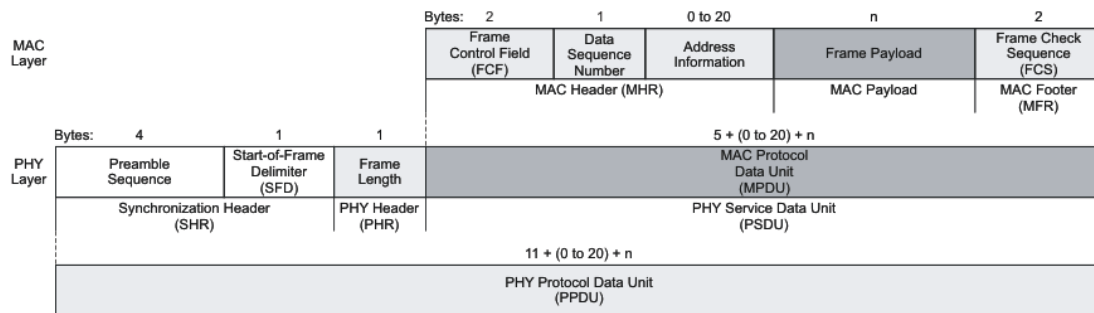 Bytes: 2 1 0 to 20 n 2
MAC
Layer
Frame
Control Field
(FCF)
Data
Sequence
Number
Address
Information
Frame Payload
Frame Check
Sequence
(FCS)
MAC Header (MHR)
MAC Payload
MAC Footer
(MFR)
Bytes: 4 1 1 5 + (0 to 20) + n
PHY
Layer
Preamble
Sequence
Start-of-Frame
Delimiter
(SFD)
Frame
Length
MAC Protocol
Data Unit
(MPDU)
Synchronization Header
(SHR)
PHY Header
(PHR)
PHY Service Data Unit
(PSDU)
11 + (0 to 20) + n
PHY Protocol Data Unit
(PPDU)